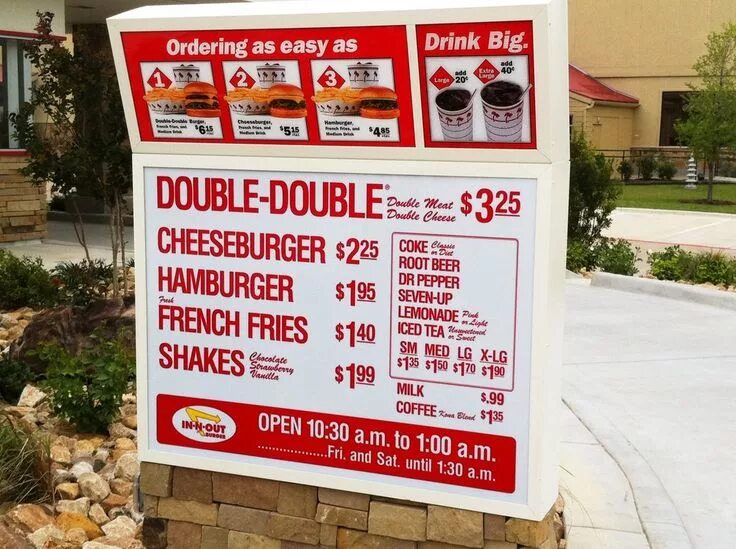 Ordering as easy as
1
Double-Double Burger,
French Fries, and
Medium Drink $6.15
2
Cheeseburger,
French Fries, and
Medium Drink $5.15
3
Hamburger,
French Fries, and
Medium Drink $4.85
Drink Big.
Large add 20¢
Extra Large add 40¢
DOUBLE-DOUBLE® Double Meat Double Cheese $3.25
CHEESEBURGER $2.25
HAMBURGER $1.95
Fresh
FRENCH FRIES $1.40
SHAKES Chocolate Strawberry Vanilla $1.99
COKE Classic or Diet
ROOT BEER
DR PEPPER
SEVEN-UP
LEMONADE Pink or Light
ICED TEA Unsweetened or Sweet
SM MED LG X-LG
$1.35 $1.50 $1.70 $1.90
MILK $.99
COFFEE Kona Blend $1.35
IN-N-OUT
BURGER
OPEN 10:30 a.m. to 1:00 a.m.
..................Fri. and Sat. until 1:30 a.m.